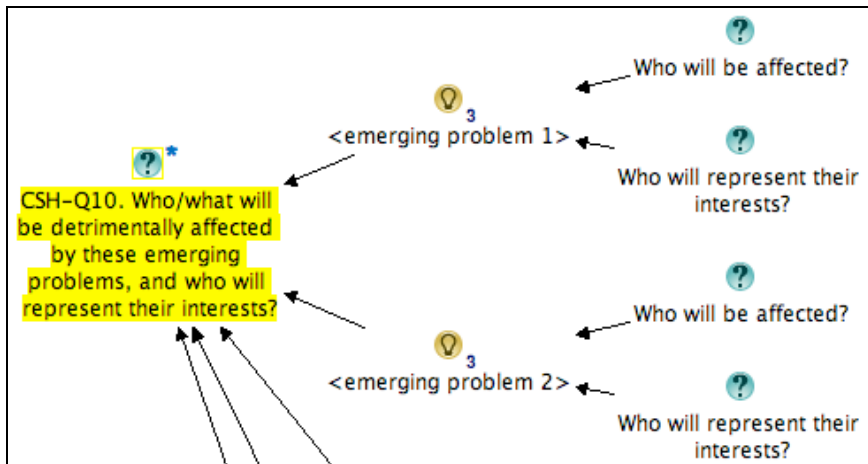 Who will be affected?
3
<emerging problem 1>
*
Who will represent their
interests?
CSH-Q10. Who/what will
be detrimentally affected
by these emerging
problems, and who will
represent their interests?
Who will be affected?
3
<emerging problem 2>
Who will represent their
interests?